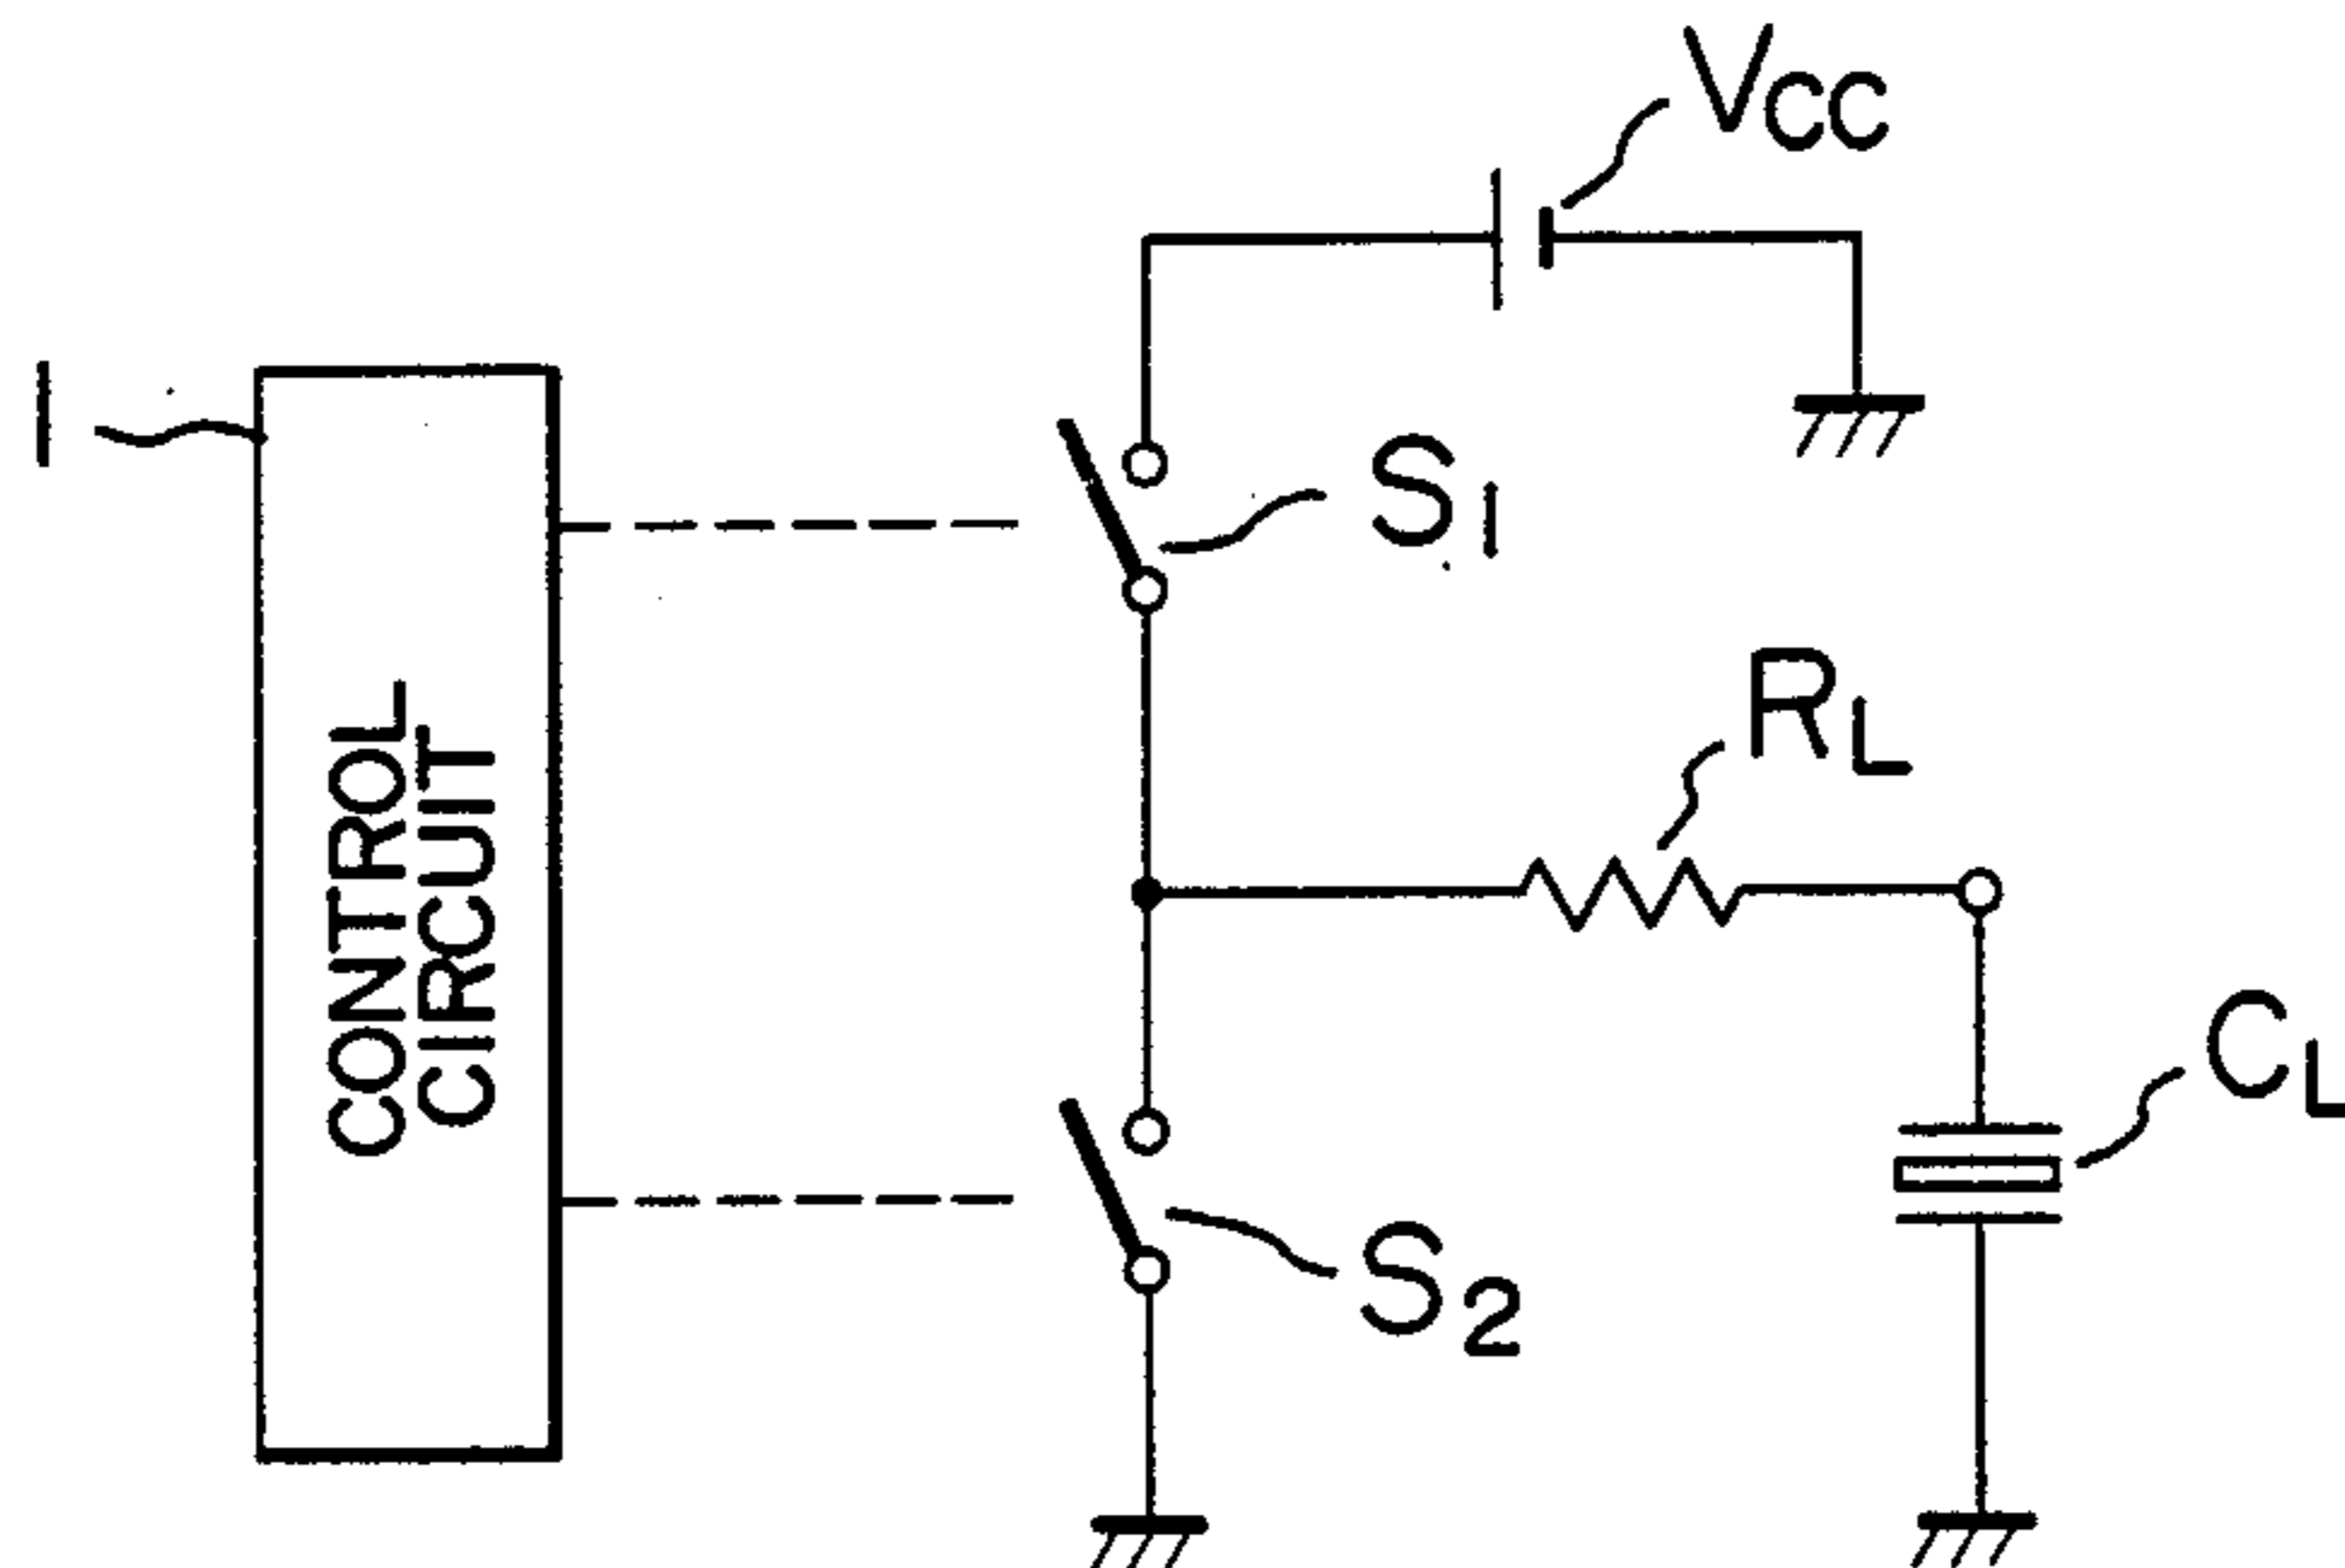 VCC
1
S1
RL
CONTROL
CIRCUIT
CL
S2